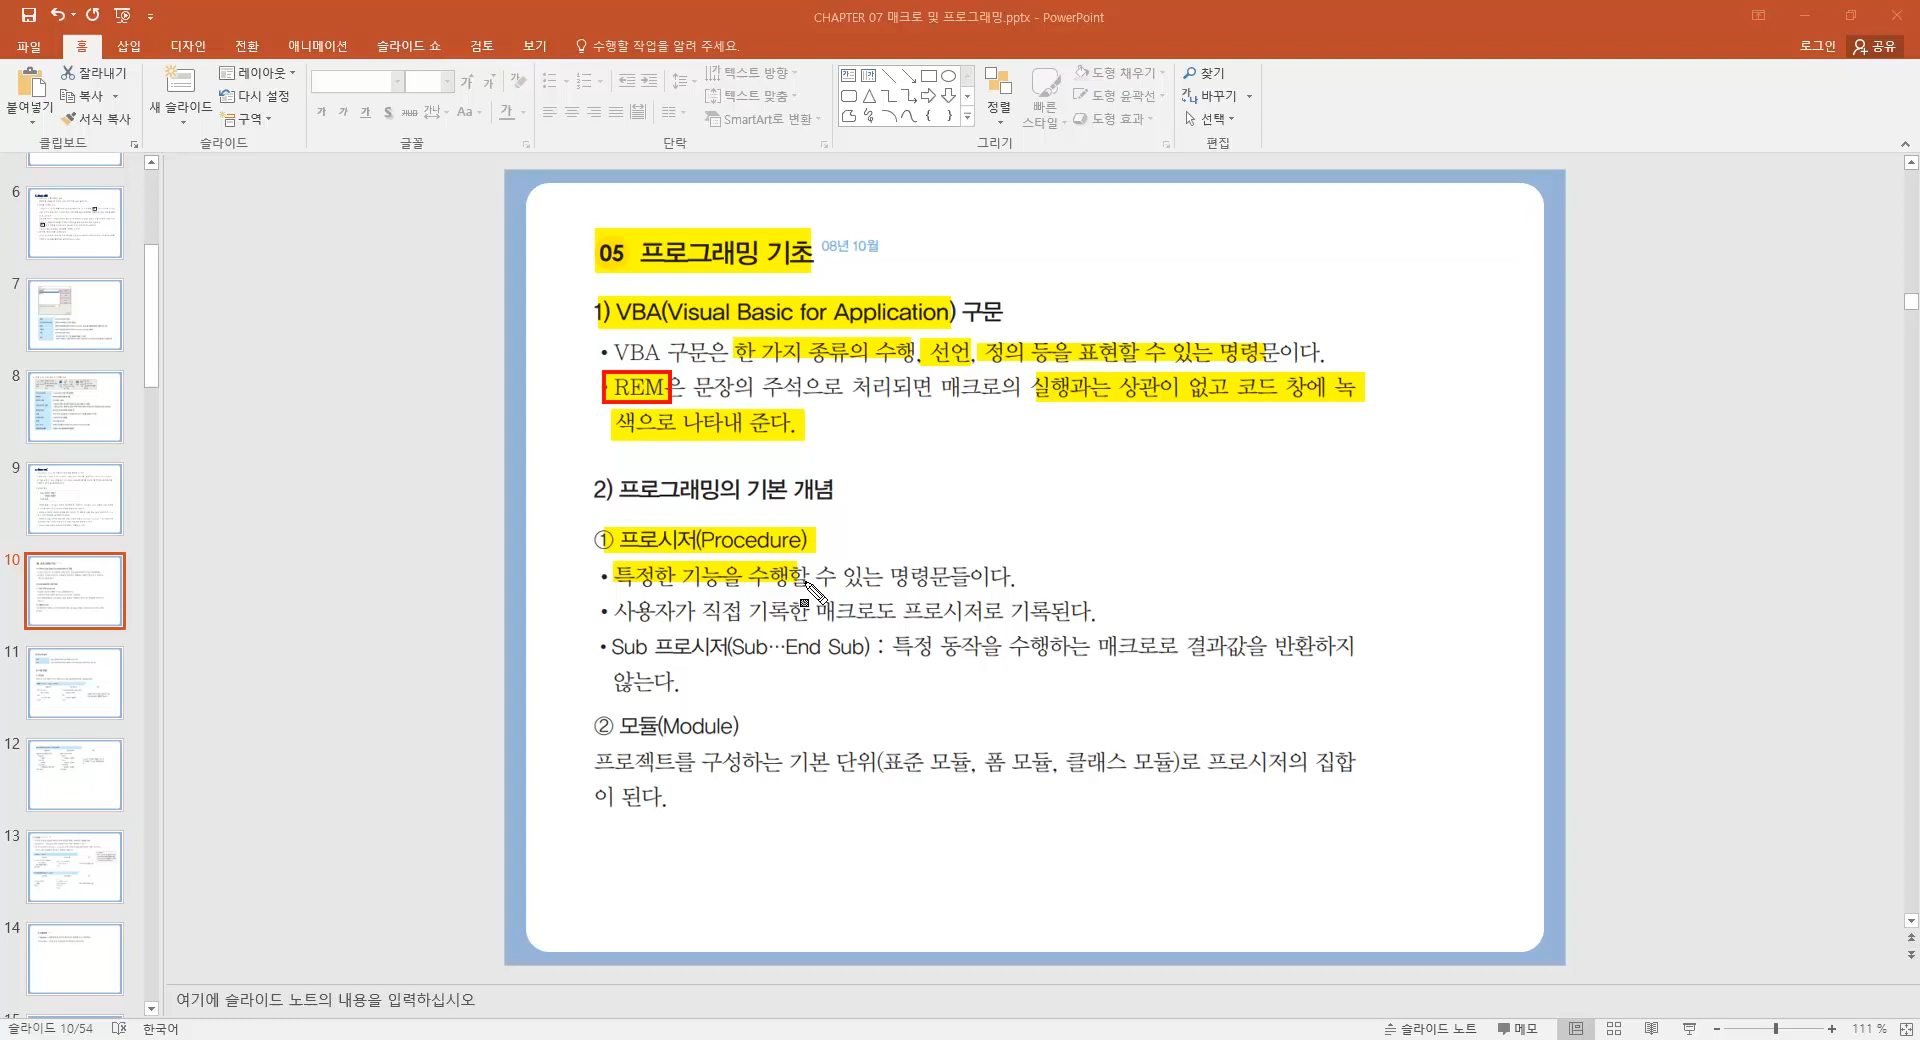 CHAPTER 07 매크로 및 프로그래밍.pptx - PowerPoint
파일 홈 삽입 디자인 전환 애니메이션 슬라이드 쇼 검토 보기 수행할 작업을 알려 주세요. 로그인 공유
붙여넣기 잘라내기 복사 서식 복사 클립보드
새 슬라이드 레이아웃 다시 설정 구역 슬라이드
가 가 가 S 간 Aa 가 글꼴
텍스트 방향 텍스트 맞춤 SmartArt로 변환 단락
정렬 빠른 스타일 도형 채우기 도형 윤곽선 도형 효과 그리기
찾기 바꾸기 선택 편집
6
7
8
9
10
11
12
13
14
05 프로그래밍 기초 08년 10월
1) VBA(Visual Basic for Application) 구문
• VBA 구문은 한 가지 종류의 수행, 선언, 정의 등을 표현할 수 있는 명령문이다.
• REM은 문장의 주석으로 처리되면 매크로의 실행과는 상관이 없고 코드 창에 녹
색으로 나타내 준다.
2) 프로그래밍의 기본 개념
① 프로시저(Procedure)
• 특정한 기능을 수행할 수 있는 명령문들이다.
• 사용자가 직접 기록한 매크로도 프로시저로 기록된다.
• Sub 프로시저(Sub…End Sub) : 특정 동작을 수행하는 매크로로 결과값을 반환하지
않는다.
② 모듈(Module)
프로젝트를 구성하는 기본 단위(표준 모듈, 폼 모듈, 클래스 모듈)로 프로시저의 집합
이 된다.
여기에 슬라이드 노트의 내용을 입력하십시오
슬라이드 10/54 한국어 슬라이드 노트 메모 111 %